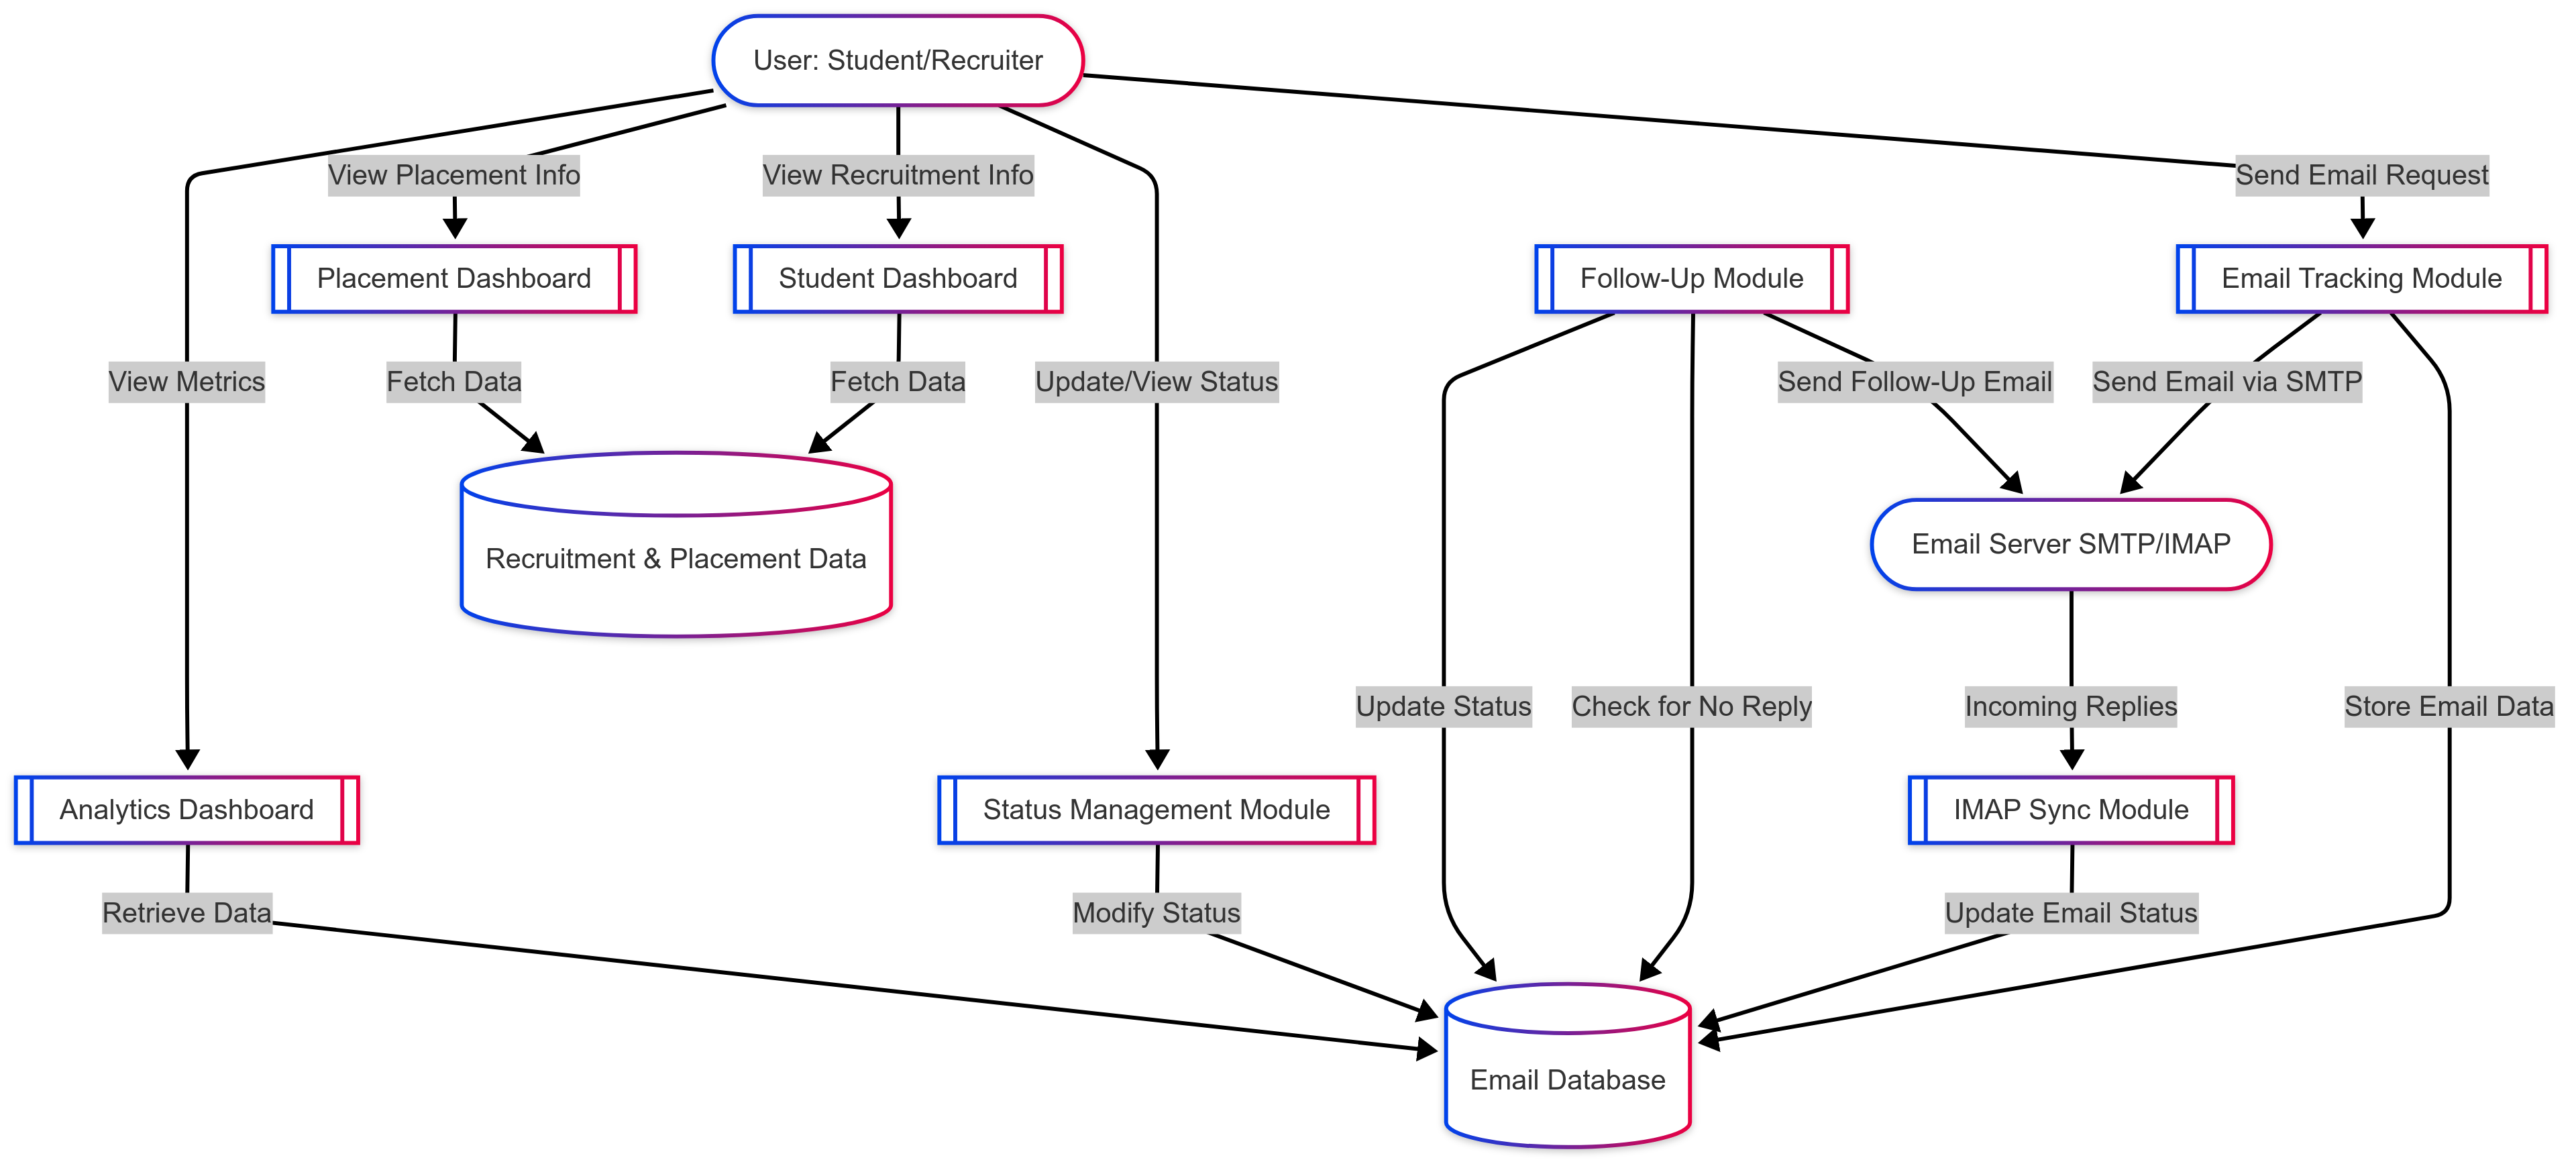 User: Student/Recruiter
View Placement Info
View Recruitment Info
Send Email Request
Placement Dashboard
Student Dashboard
Follow-Up Module
Email Tracking Module
View Metrics
Fetch Data
Fetch Data
Update/View Status
Send Follow-Up Email
Send Email via SMTP
Recruitment & Placement Data
Email Server SMTP/IMAP
Update Status
Check for No Reply
Incoming Replies
Store Email Data
Analytics Dashboard
Status Management Module
IMAP Sync Module
Retrieve Data
Modify Status
Update Email Status
Email Database